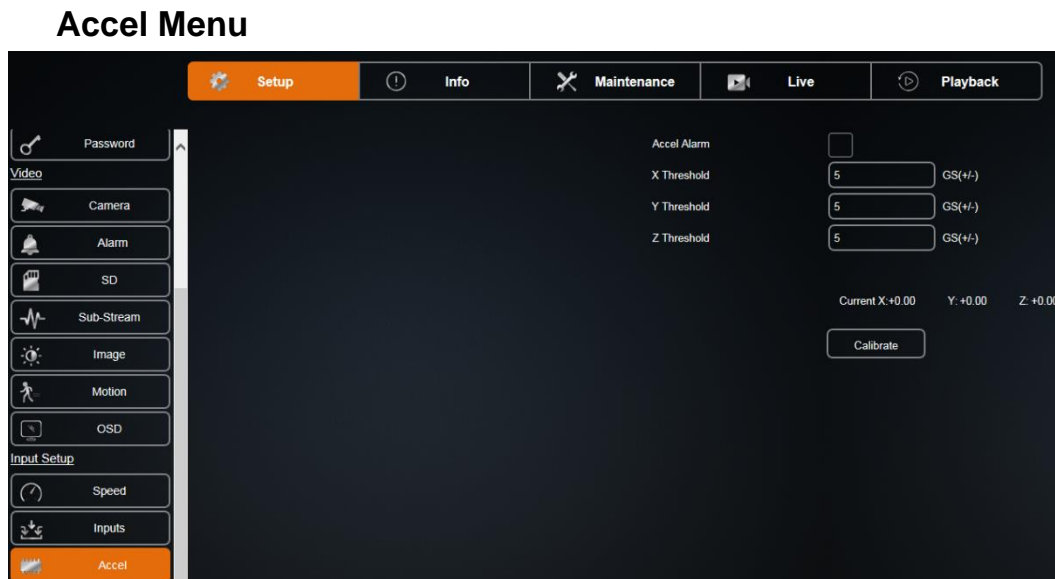 Accel Menu
Setup Info Maintenance Live Playback
Password
Video
Camera
Alarm
SD
Sub-Stream
Image
Motion
OSD
Input Setup
Speed
Inputs
Accel
Accel Alarm
X Threshold 5 GS(+/-)
Y Threshold 5 GS(+/-)
Z Threshold 5 GS(+/-)
Current X:+0.00 Y: +0.00 Z: +0.00
Calibrate